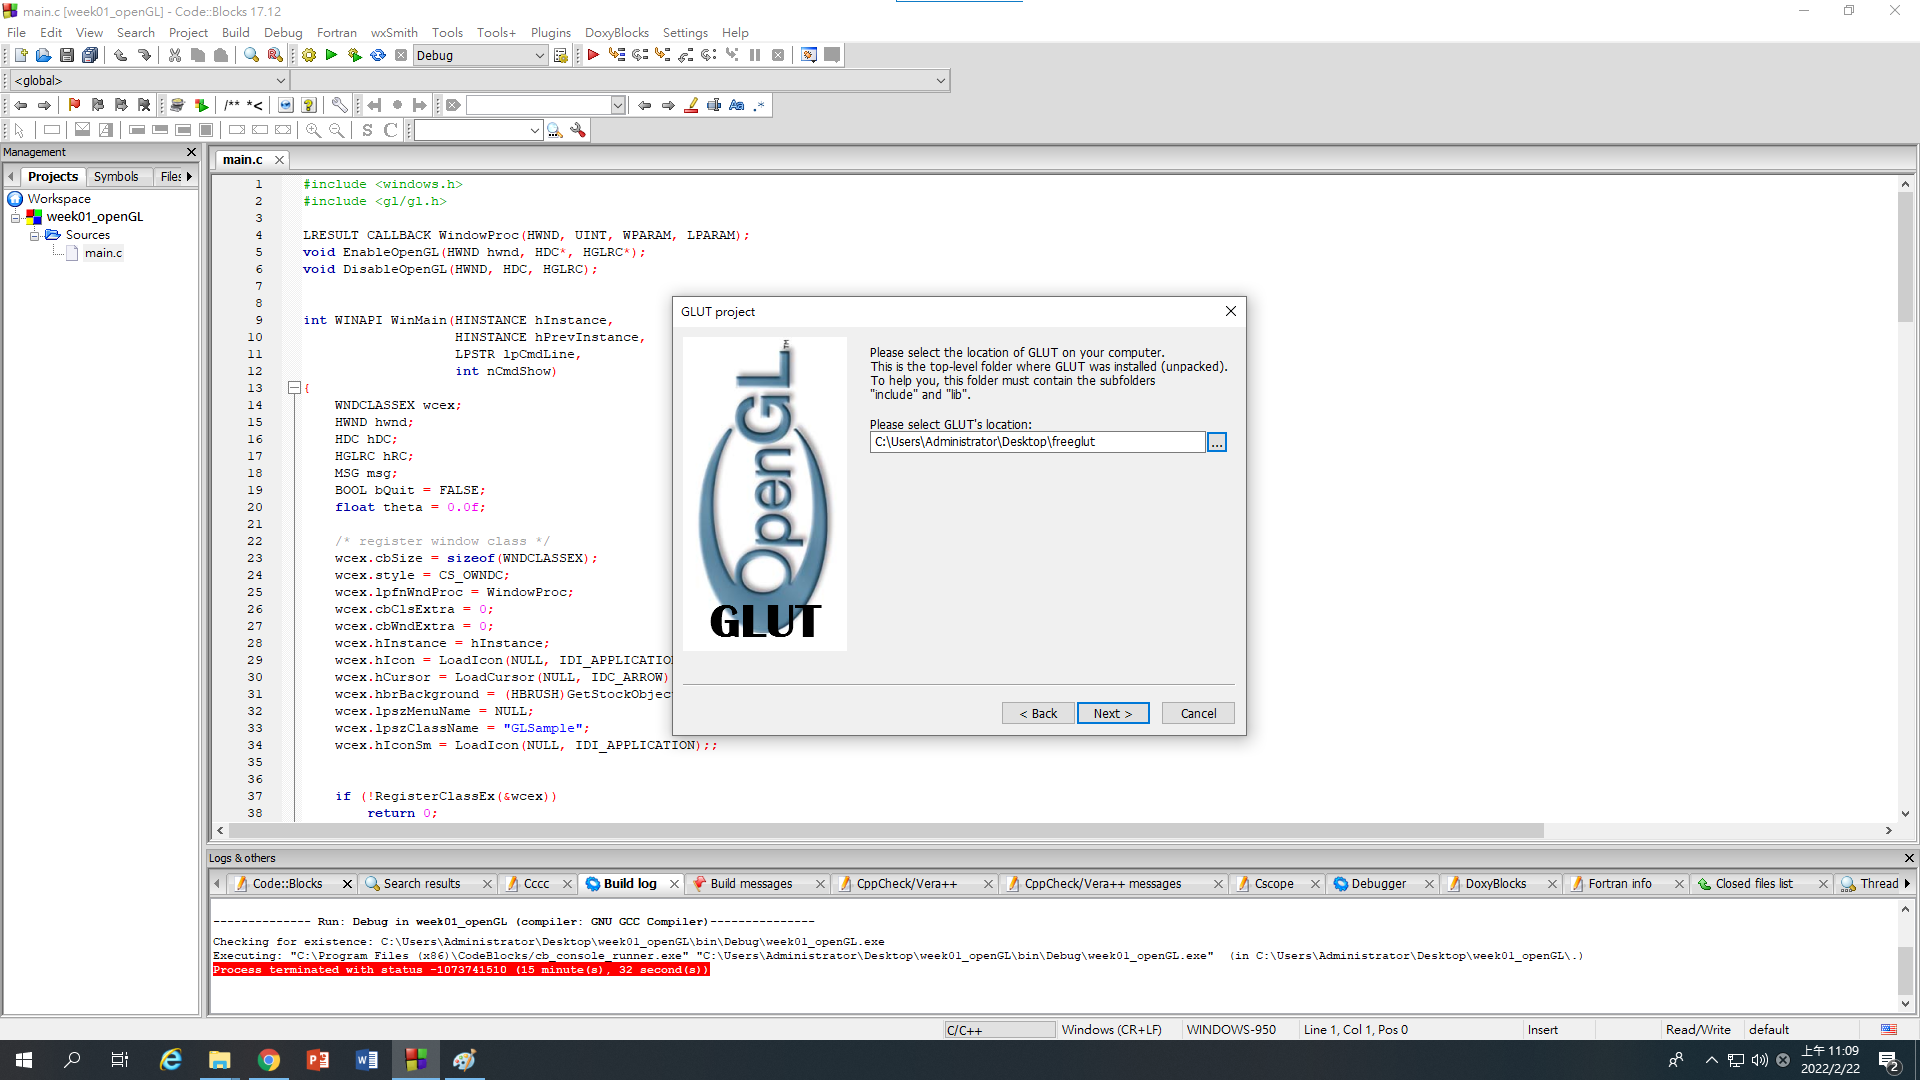 main.c [week01_openGL] - Code::Blocks 17.12
File Edit View Search Project Build Debug Fortran wxSmith Tools Tools+ Plugins DoxyBlocks Settings Help
Debug
<global>
/** *<
Aa .*
S C
Management
Projects Symbols Files
Workspace
week01_openGL
Sources
main.c
main.c
1 #include <windows.h>
2 #include <gl/gl.h>
3
4 LRESULT CALLBACK WindowProc(HWND, UINT, WPARAM, LPARAM);
5 void EnableOpenGL(HWND hwnd, HDC*, HGLRC*);
6 void DisableOpenGL(HWND, HDC, HGLRC);
7
8
9 int WINAPI WinMain(HINSTANCE hInstance,
10 HINSTANCE hPrevInstance,
11 LPSTR lpCmdLine,
12 int nCmdShow)
13 {
14 WNDCLASSEX wcex;
15 HWND hwnd;
16 HDC hDC;
17 HGLRC hRC;
18 MSG msg;
19 BOOL bQuit = FALSE;
20 float theta = 0.0f;
21
22 /* register window class */
23 wcex.cbSize = sizeof(WNDCLASSEX);
24 wcex.style = CS_OWNDC;
25 wcex.lpfnWndProc = WindowProc;
26 wcex.cbClsExtra = 0;
27 wcex.cbWndExtra = 0;
28 wcex.hInstance = hInstance;
29 wcex.hIcon = LoadIcon(NULL, IDI_APPLICATIO
30 wcex.hCursor = LoadCursor(NULL, IDC_ARROW)
31 wcex.hbrBackground = (HBRUSH)GetStockObjec
32 wcex.lpszMenuName = NULL;
33 wcex.lpszClassName = "GLSample";
34 wcex.hIconSm = LoadIcon(NULL, IDI_APPLICATION);;
35
36
37 if (!RegisterClassEx(&wcex))
38 return 0;
GLUT project
OpenGL TM
GLUT
Please select the location of GLUT on your computer.
This is the top-level folder where GLUT was installed (unpacked).
To help you, this folder must contain the subfolders
"include" and "lib".
Please select GLUT's location:
C:\Users\Administrator\Desktop\freeglut
...
< Back Next > Cancel
Logs & others
Code::Blocks Search results Cccc Build log Build messages CppCheck/Vera++ CppCheck/Vera++ messages Cscope Debugger DoxyBlocks Fortran info Closed files list Thread
-------------- Run: Debug in week01_openGL (compiler: GNU GCC Compiler)---------------
Checking for existence: C:\Users\Administrator\Desktop\week01_openGL\bin\Debug\week01_openGL.exe
Executing: "C:\Program Files (x86)\CodeBlocks/cb_console_runner.exe" "C:\Users\Administrator\Desktop\week01_openGL\bin\Debug\week01_openGL.exe"  (in C:\Users\Administrator\Desktop\week01_openGL\.)
Process terminated with status -1073741510 (15 minute(s), 32 second(s))
C/C++ Windows (CR+LF) WINDOWS-950 Line 1, Col 1, Pos 0 Insert Read/Write default
上午 11:09
2022/2/22
2